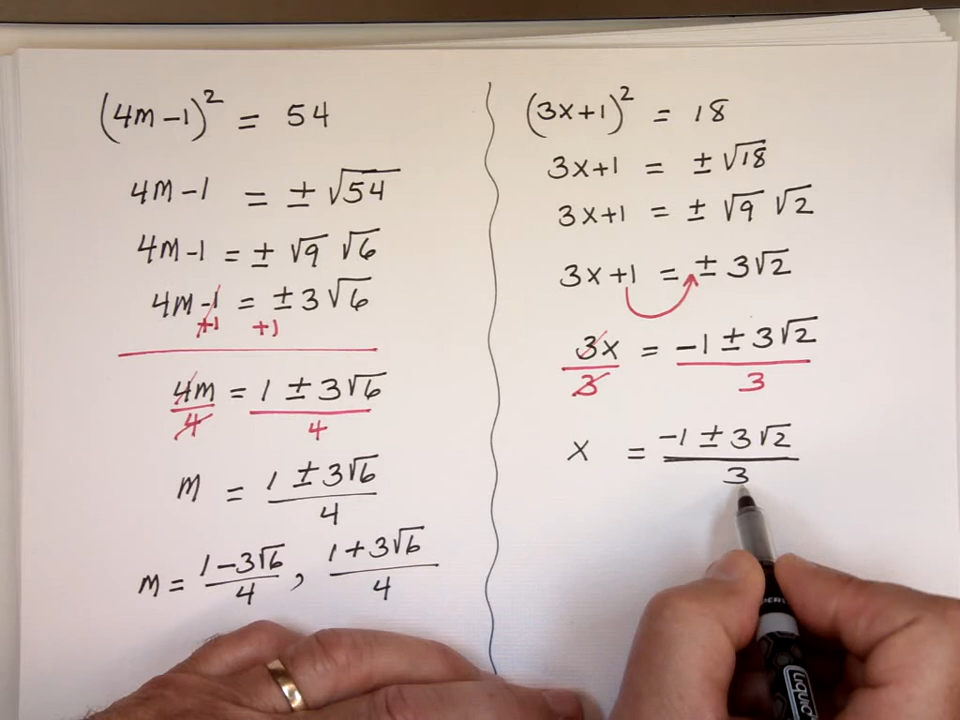 (4m-1)² = 54
4m-1 = ±√54
4m-1 = ±√9 √6
4m-1 = ±3√6
+1 +1
4m = 1 ±3√6
4 4
m = 1 ±3√6
4
m = 1-3√6 , 1+3√6
4 4
(3x+1)² = 18
3x+1 = ±√18
3x+1 = ± √9 √2
3x+1 = ± 3√2
3x = -1 ± 3√2
3 3
x = -1 ± 3√2
3
Liquid